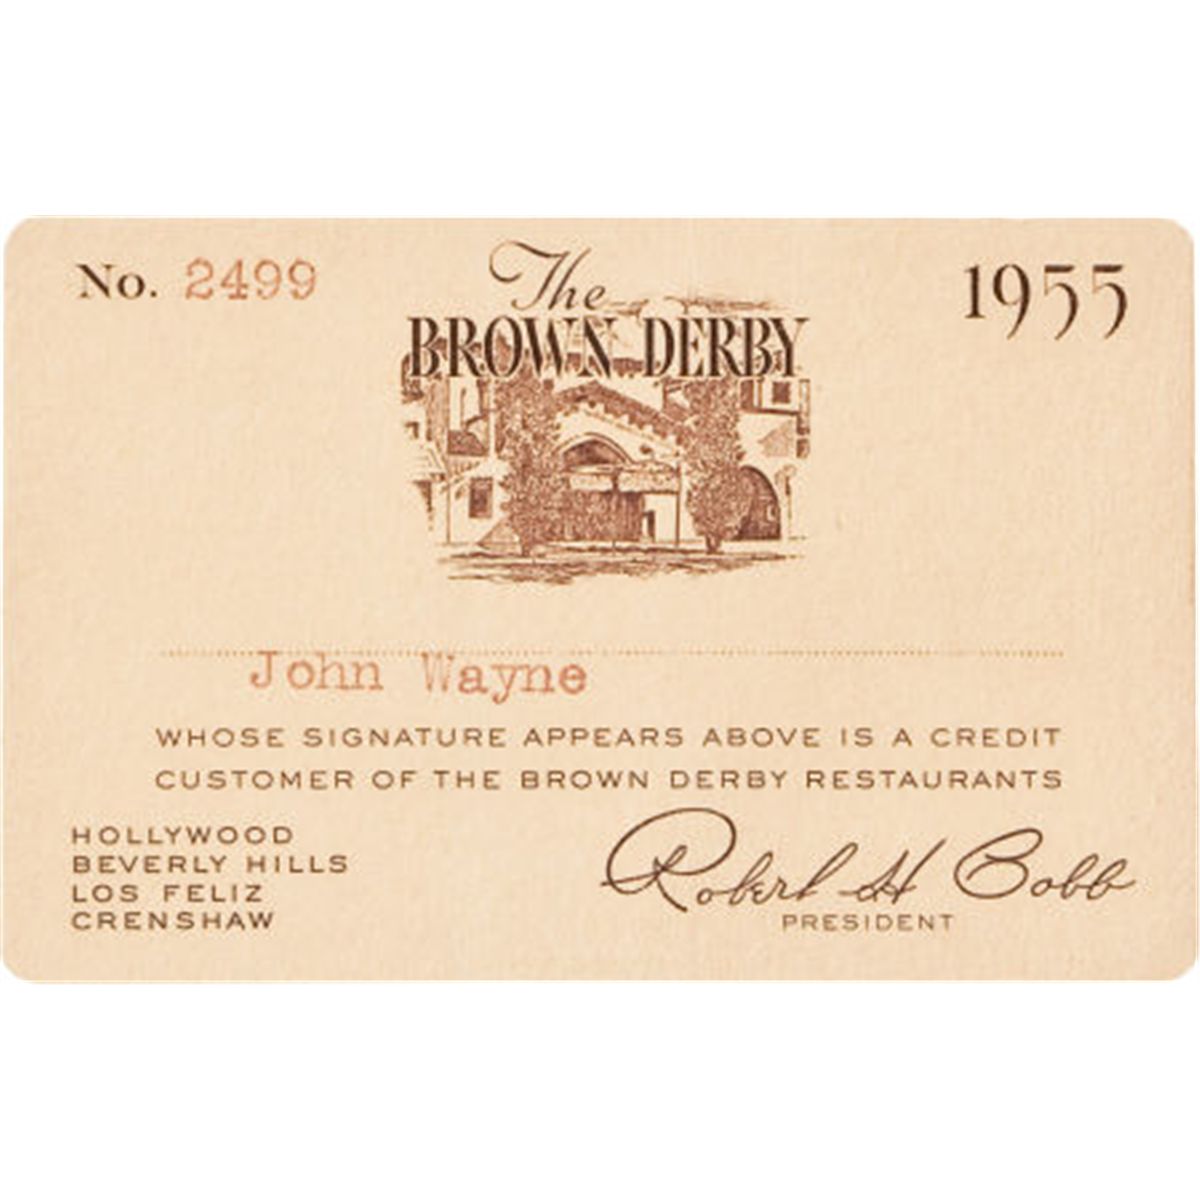 No. 2499
The
BROWN DERBY
1955
John Wayne
WHOSE SIGNATURE APPEARS ABOVE IS A CREDIT
CUSTOMER OF THE BROWN DERBY RESTAURANTS
HOLLYWOOD
BEVERLY HILLS
LOS FELIZ
CRENSHAW
Robert H Cobb
PRESIDENT